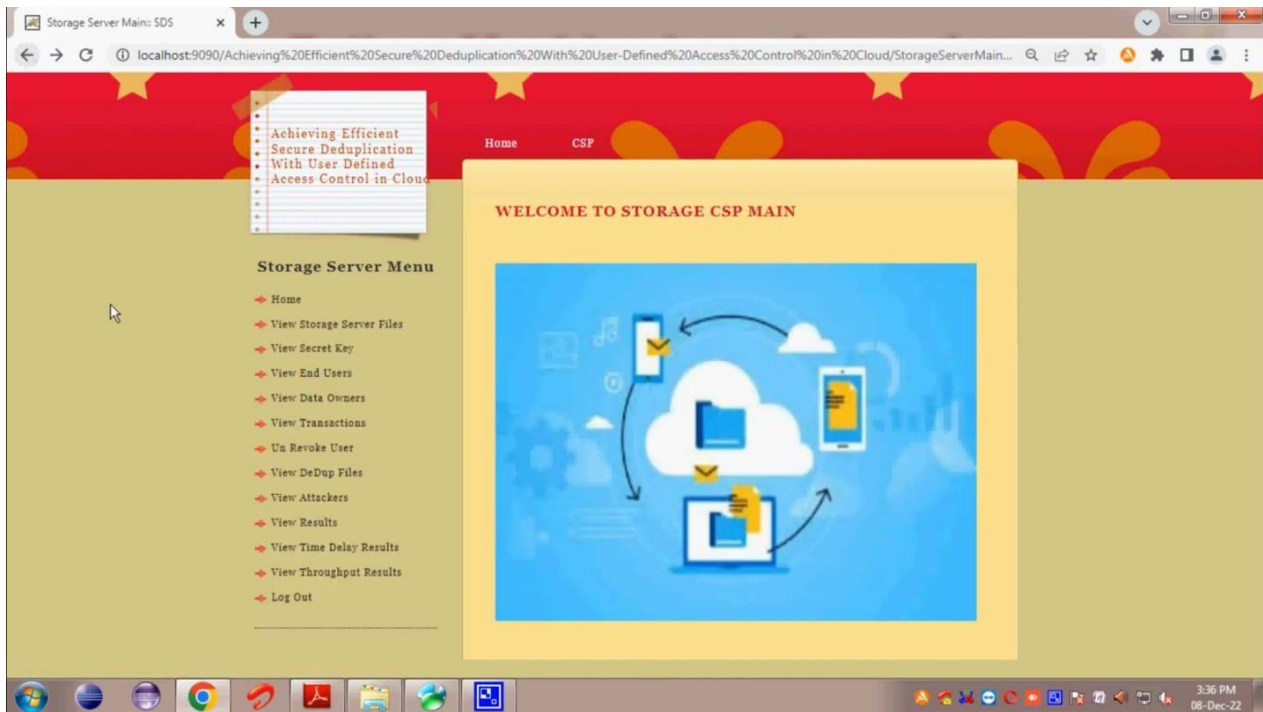 Storage Server Main:: SDS
localhost:9090/Achieving%20Efficient%20Secure%20Deduplication%20With%20User-Defined%20Access%20Control%20in%20Cloud/StorageServerMain...
Achieving Efficient
Secure Deduplication
With User Defined
Access Control in Cloud
Home CSP
WELCOME TO STORAGE CSP MAIN
Storage Server Menu
Home
View Storage Server Files
View Secret Key
View End Users
View Data Owners
View Transactions
Un Revoke User
View DeDup Files
View Attackers
View Results
View Time Delay Results
View Throughput Results
Log Out
3:36 PM
08-Dec-22